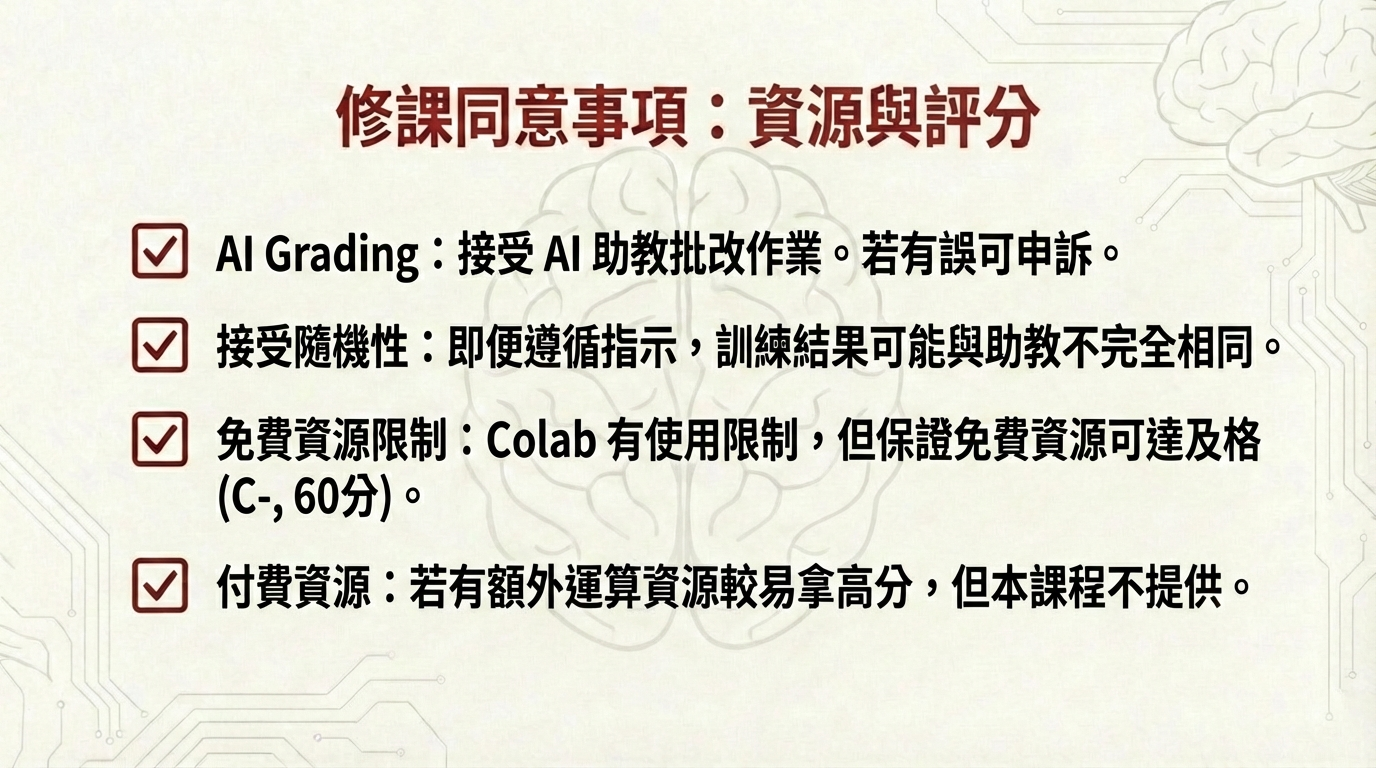 修課同意事項：資源與評分
AI Grading：接受 AI 助教批改作業。若有誤可申訴。
接受隨機性：即便遵循指示，訓練結果可能與助教不完全相同。
免費資源限制：Colab 有使用限制，但保證免費資源可達及格
(C-, 60分)。
付費資源：若有額外運算資源較易拿高分，但本課程不提供。